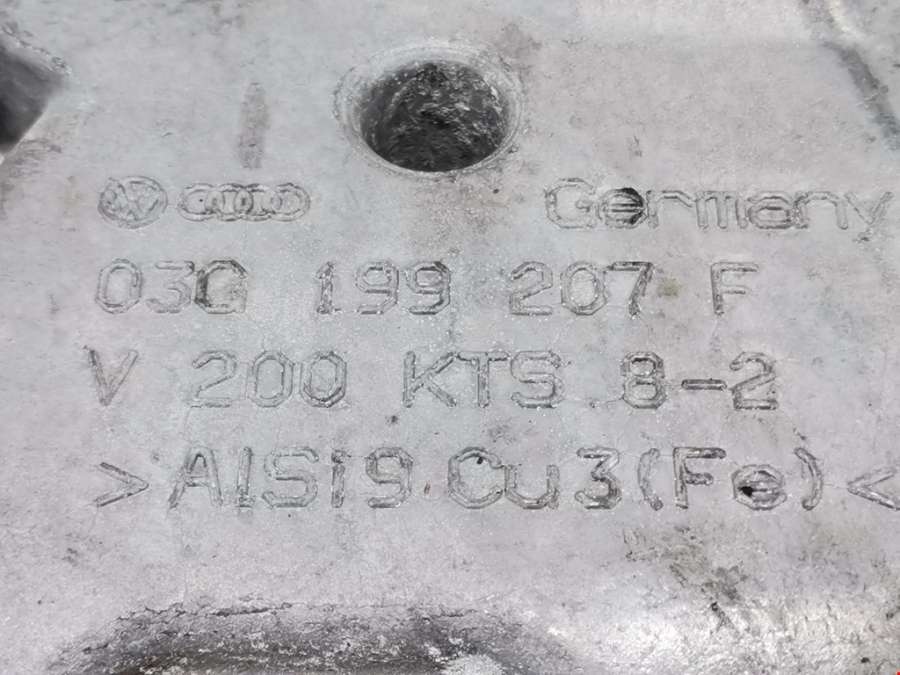 Germany
03G 199 207 F
V 200 KTS 8-2
>AlSi9Cu3(Fe)<